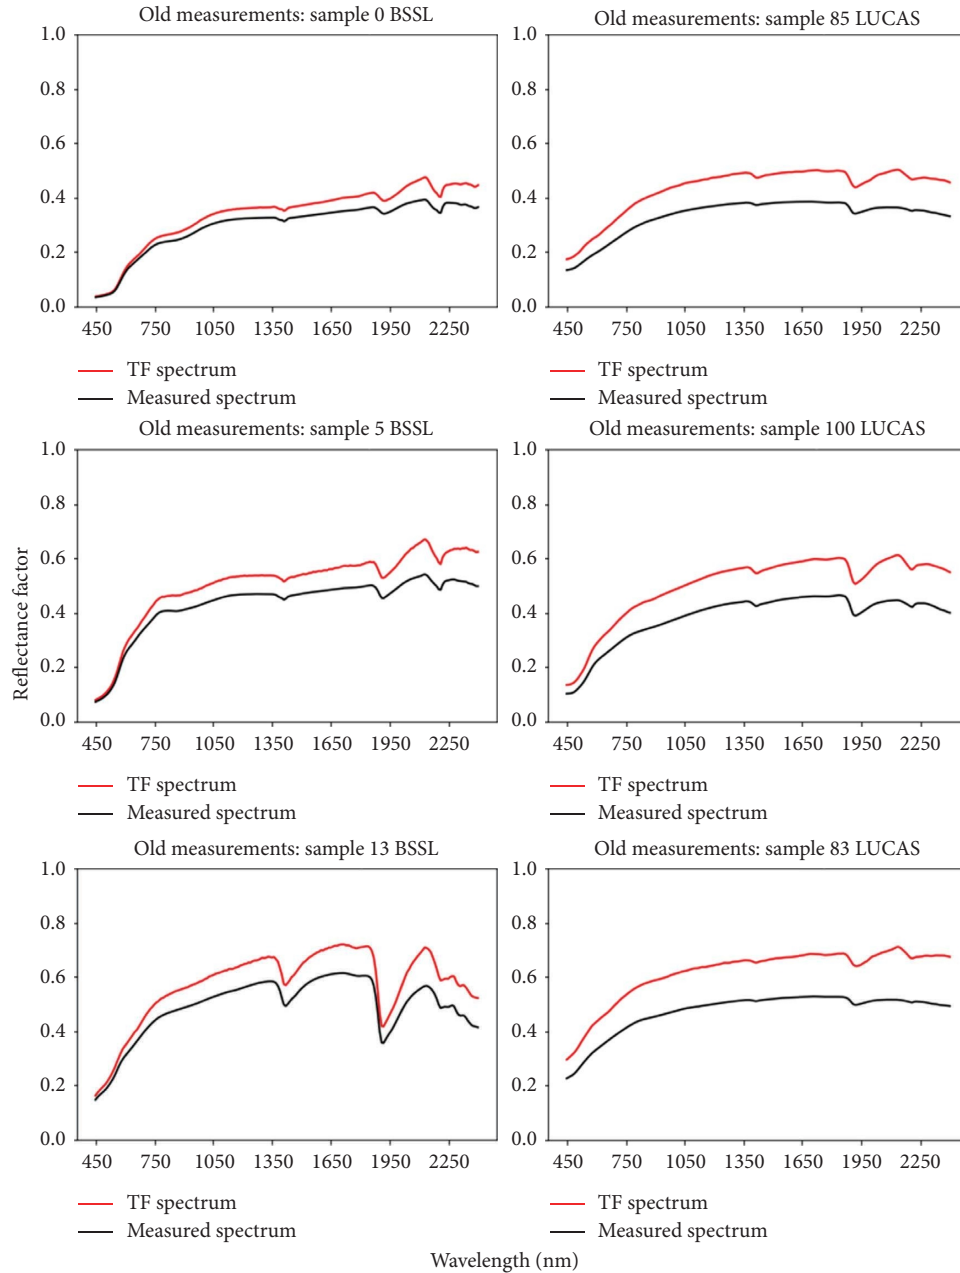 Old measurements: sample 0 BSSL
1.0
0.8
0.6
0.4
0.2
0.0
450 750 1050 1350 1650 1950 2250
TF spectrum
Measured spectrum
Old measurements: sample 85 LUCAS
1.0
0.8
0.6
0.4
0.2
0.0
450 750 1050 1350 1650 1950 2250
TF spectrum
Measured spectrum
Reflectance factor
Old measurements: sample 5 BSSL
1.0
0.8
0.6
0.4
0.2
0.0
450 750 1050 1350 1650 1950 2250
TF spectrum
Measured spectrum
Old measurements: sample 100 LUCAS
1.0
0.8
0.6
0.4
0.2
0.0
450 750 1050 1350 1650 1950 2250
TF spectrum
Measured spectrum
Old measurements: sample 13 BSSL
1.0
0.8
0.6
0.4
0.2
0.0
450 750 1050 1350 1650 1950 2250
TF spectrum
Measured spectrum
Old measurements: sample 83 LUCAS
1.0
0.8
0.6
0.4
0.2
0.0
450 750 1050 1350 1650 1950 2250
TF spectrum
Measured spectrum
Wavelength (nm)